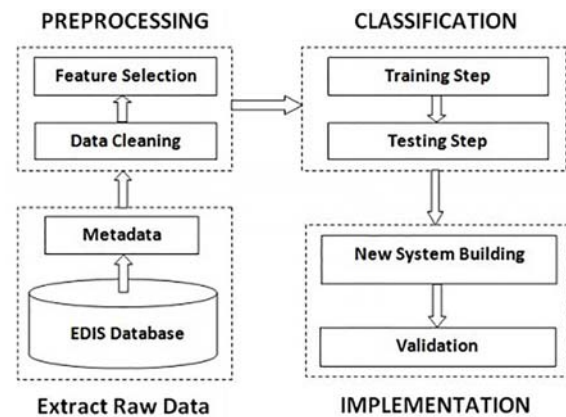 PREPROCESSING
Feature Selection
Data Cleaning
Metadata
EDIS Database
Extract Raw Data
CLASSIFICATION
Training Step
Testing Step
New System Building
Validation
IMPLEMENTATION